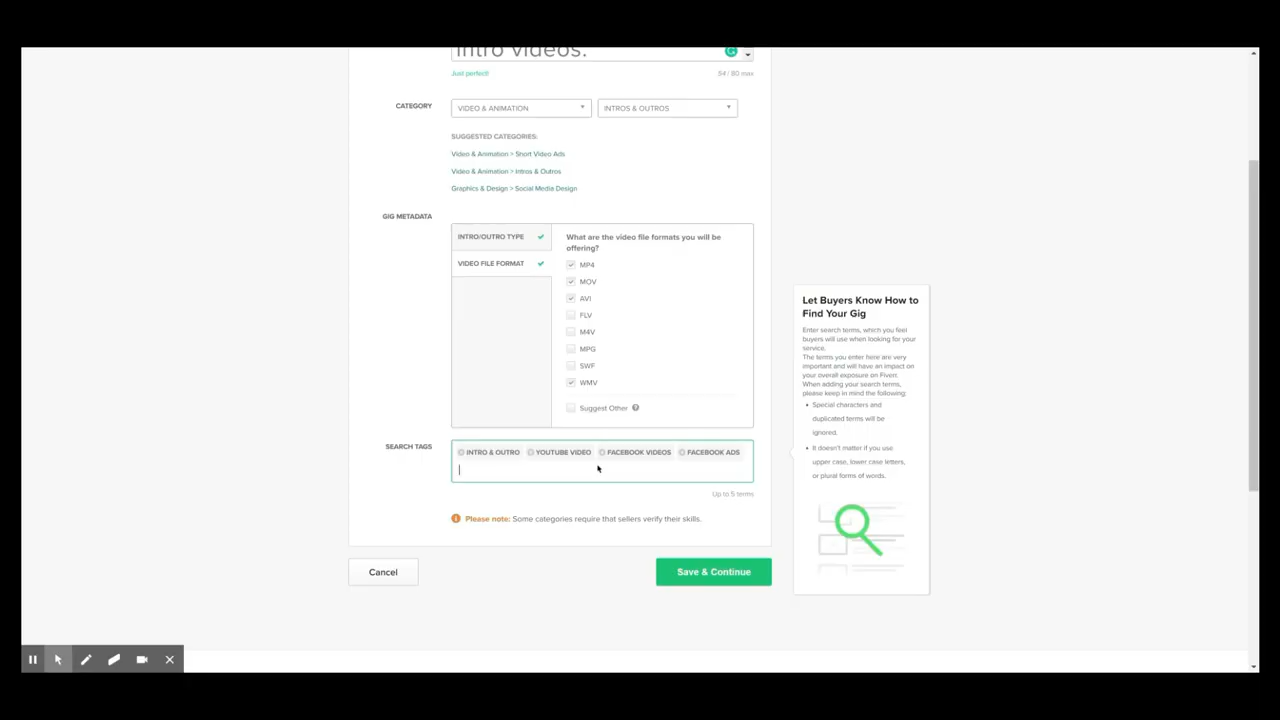 intro videos.
Just perfect!
54 / 80 max
CATEGORY
VIDEO & ANIMATION
INTROS & OUTROS
SUGGESTED CATEGORIES:
Video & Animation > Short Video Ads
Video & Animation > Intros & Outros
Graphics & Design > Social Media Design
GIG METADATA
INTRO/OUTRO TYPE
VIDEO FILE FORMAT
What are the video file formats you will be
offering?
MP4
MOV
AVI
FLV
M4V
MPG
SWF
WMV
Suggest Other
SEARCH TAGS
INTRO & OUTRO
YOUTUBE VIDEO
FACEBOOK VIDEOS
FACEBOOK ADS
Up to 5 terms
Please note: Some categories require that sellers verify their skills.
Cancel
Save & Continue
Let Buyers Know How to
Find Your Gig
Enter search terms, which you feel
buyers will use when looking for your
service.
The terms you enter here are very
important and will have an impact on
your overall exposure on Fiverr.
When adding your search terms,
please keep in mind the following:
• Special characters and
duplicated terms will be
ignored.
• It doesn't matter if you use
upper case, lower case letters,
or plural forms of words.